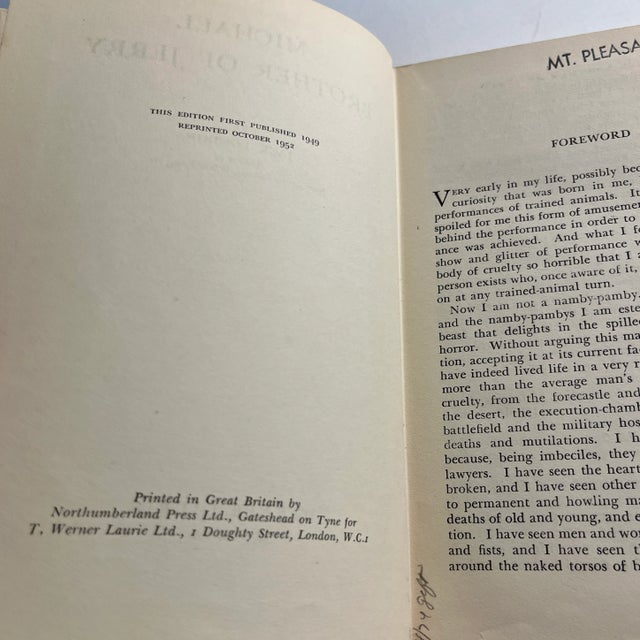 MICHAEL
BROTHER OF JERRY
THIS EDITION FIRST PUBLISHED 1949
REPRINTED OCTOBER 1952
Printed in Great Britain by
Northumberland Press Ltd., Gateshead on Tyne for
T. Werner Laurie Ltd., 1 Doughty Street, London, W.C.1
MT. PLEASA
FOREWORD
VERY early in my life, possibly bec
curiosity that was born in me,
performances of trained animals. It
spoiled for me this form of amuseme
behind the performance in order to
ance was achieved. And what I f
show and glitter of performance w
body of cruelty so horrible that I a
person exists who, once aware of it,
on at any trained-animal turn.
Now I am not a namby-pamby.
and the namby-pambys I am este
beast that delights in the spille
horror. Without arguing this ma
tion, accepting it at its current fa
have indeed lived life in a very r
more than the average man's
cruelty, from the forecastle and
the desert, the execution-chamb
battlefield and the military hos
deaths and mutilations. I h
because, being imbeciles, they
lawyers. I have seen the heart
broken, and I have seen other
to permanent and howling ma
deaths of old and young, and e
tion. I have seen men and wo
and fists, and I have seen t
around the naked torsos of b